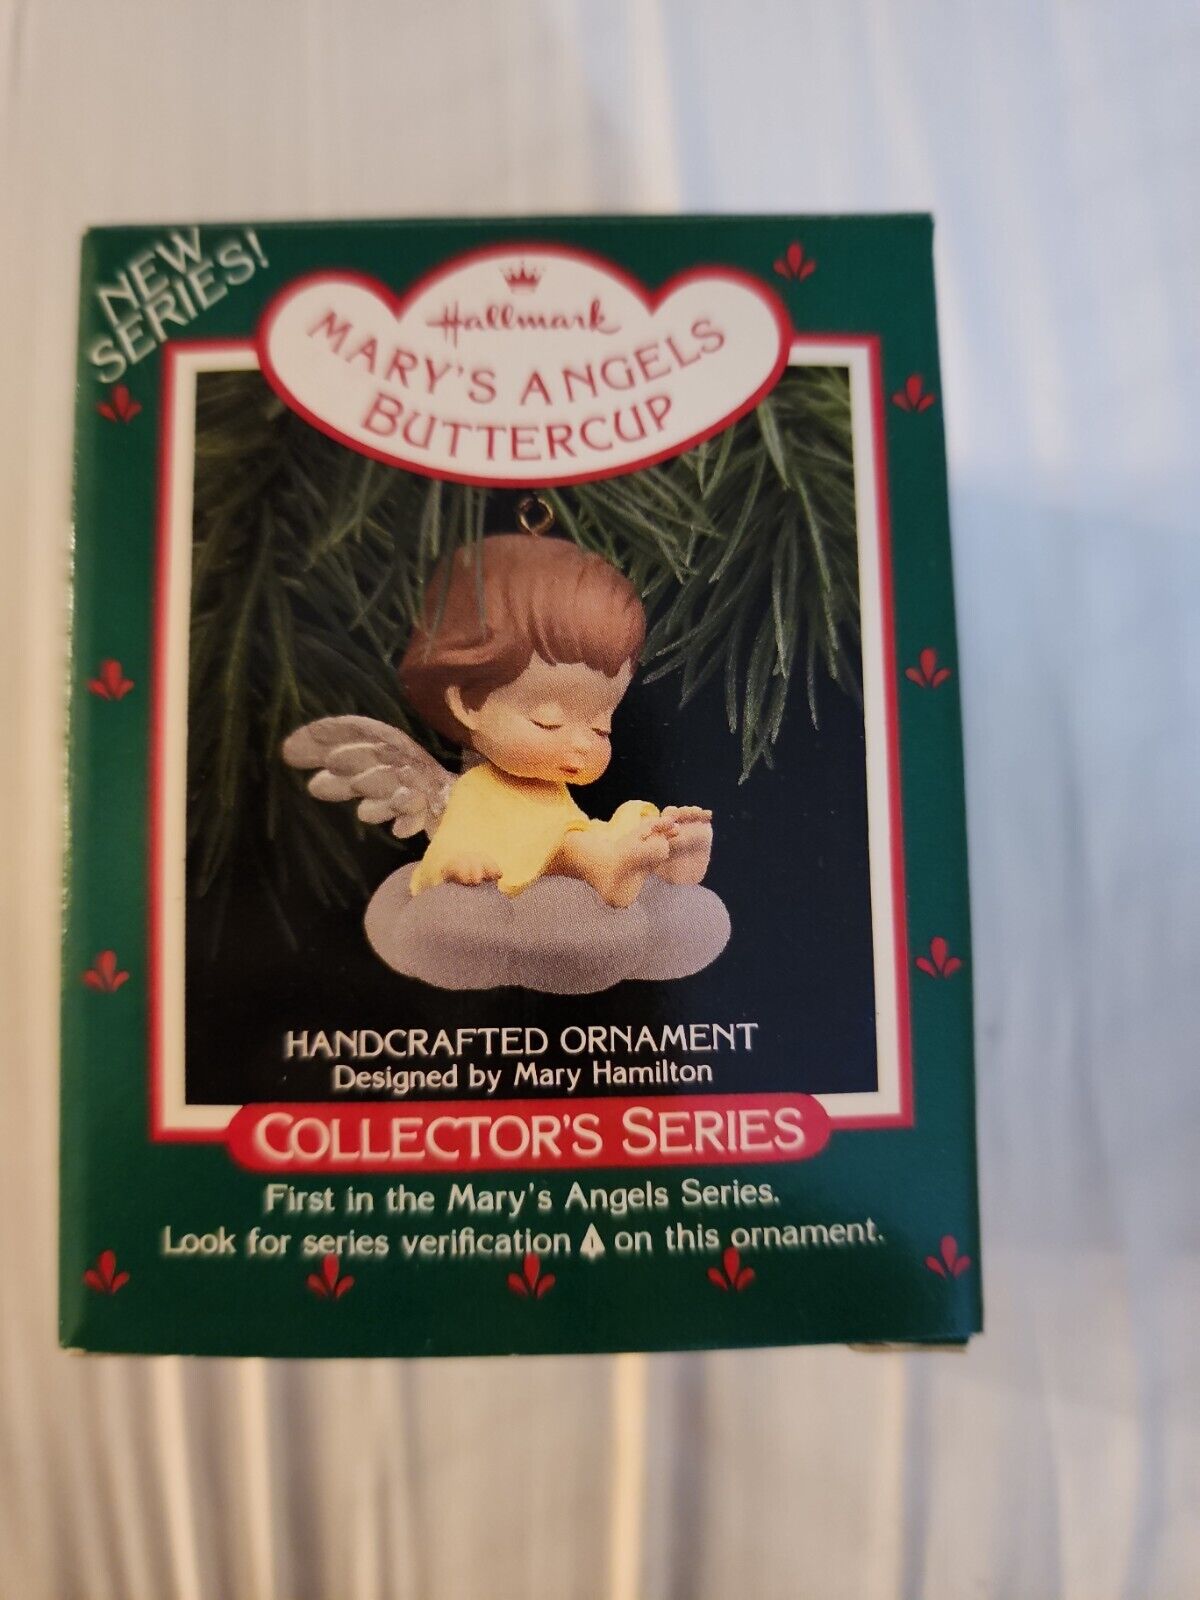 NEW
SERIES!
Hallmark
MARY'S ANGELS
BUTTERCUP
HANDCRAFTED ORNAMENT
Designed by Mary Hamilton
COLLECTOR'S SERIES
First in the Mary's Angels Series.
Look for series verification on this ornament.